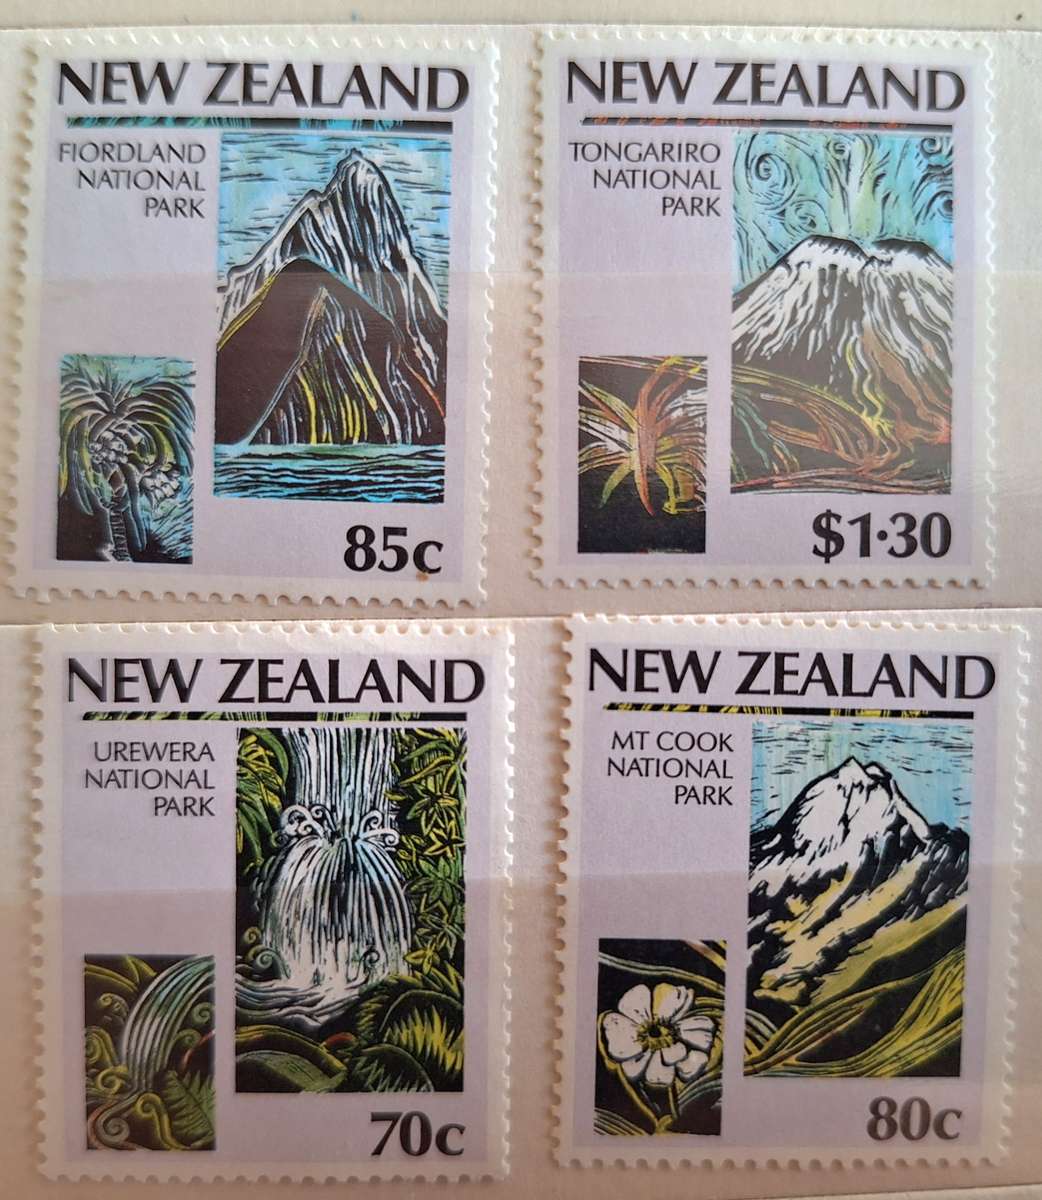 NEW ZEALAND
FIORDLAND
NATIONAL
PARK
85c
NEW ZEALAND
TONGARIRO
NATIONAL
PARK
$1·30
NEW ZEALAND
UREWERA
NATIONAL
PARK
70c
NEW ZEALAND
MT COOK
NATIONAL
PARK
80c